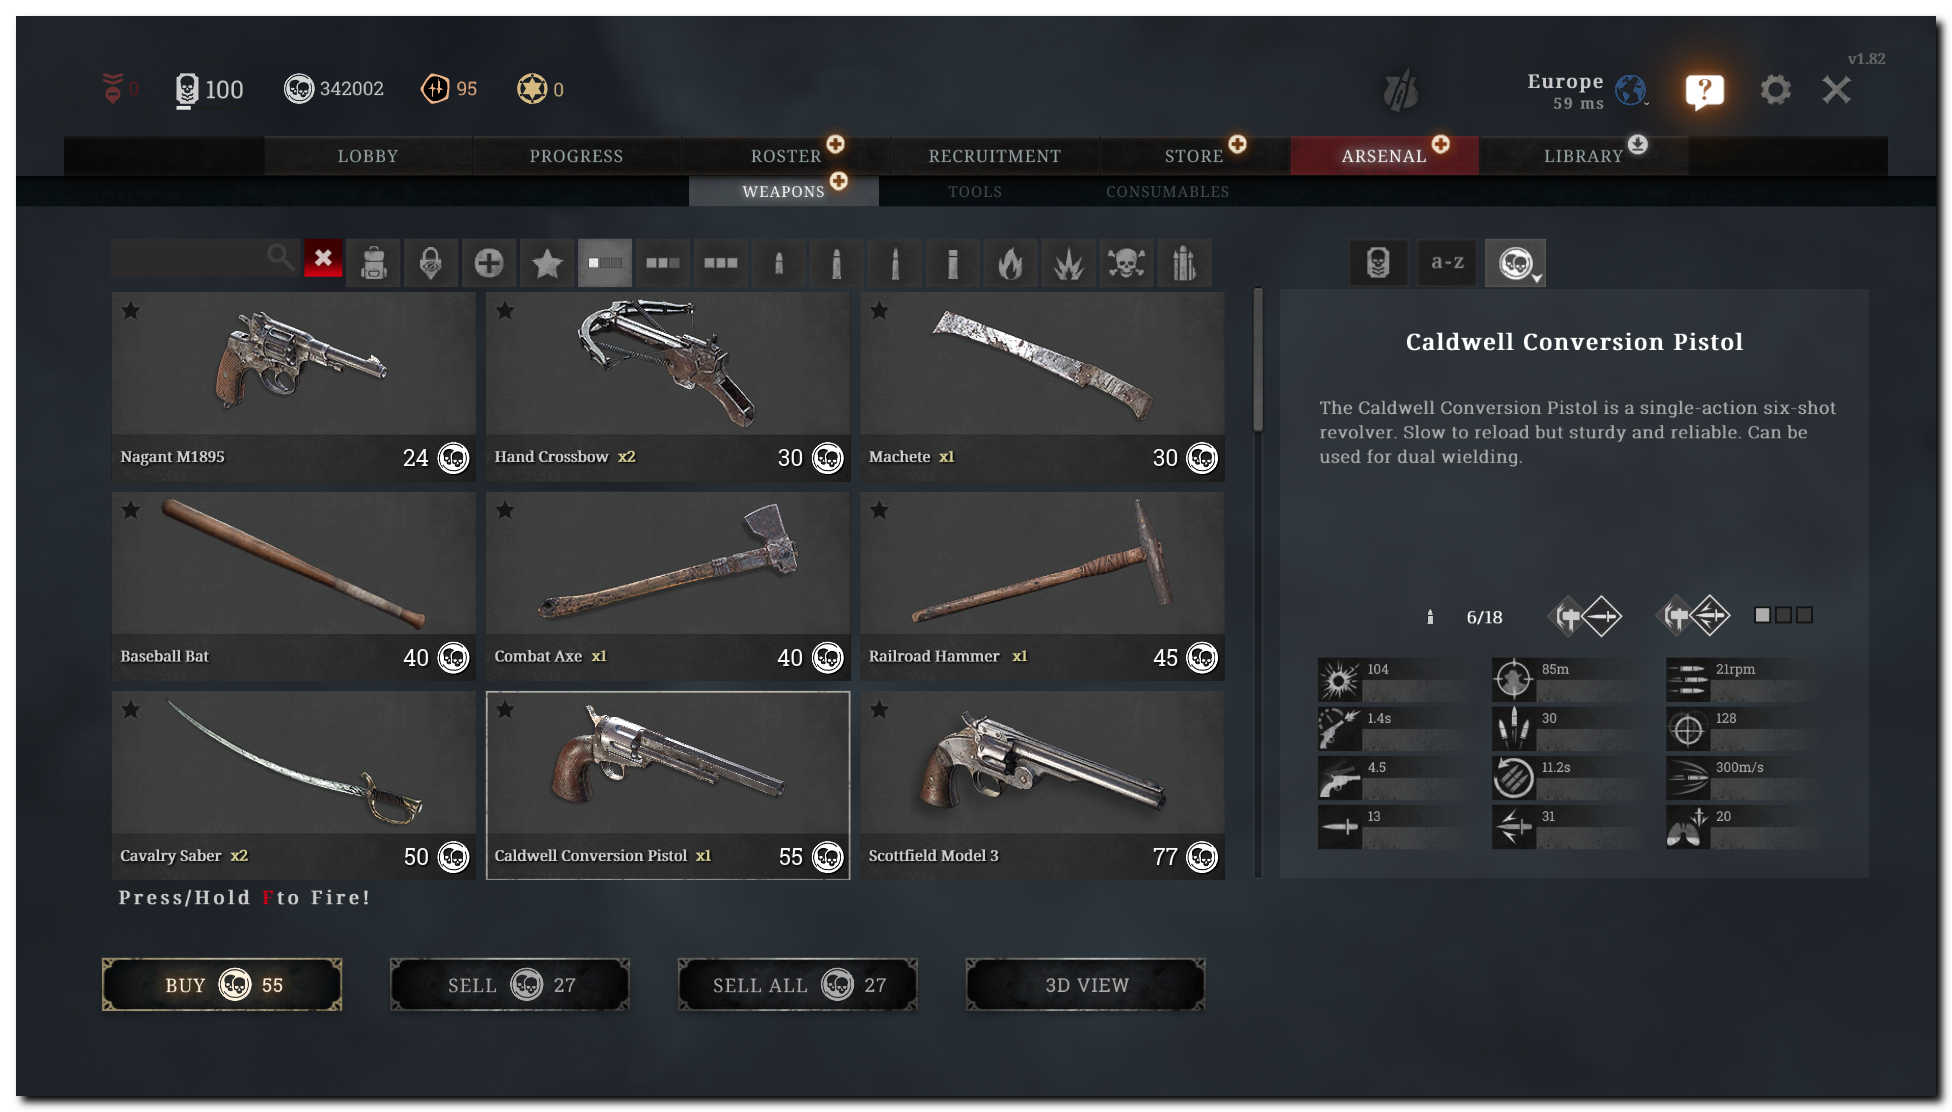 v1.82
0
100
342002
95
0
Europe
59 ms
?
LOBBY
PROGRESS
ROSTER
RECRUITMENT
STORE
ARSENAL
LIBRARY
WEAPONS
TOOLS
CONSUMABLES
a-z
Nagant M1895
24
Hand Crossbow x2
30
Machete x1
30
Baseball Bat
40
Combat Axe x1
40
Railroad Hammer x1
45
Cavalry Saber x2
50
Caldwell Conversion Pistol x1
55
Scottfield Model 3
77
Press/Hold F to Fire!
BUY 55
SELL 27
SELL ALL 27
3D VIEW
Caldwell Conversion Pistol
The Caldwell Conversion Pistol is a single-action six-shot
revolver. Slow to reload but sturdy and reliable. Can be
used for dual wielding.
6/18
104
85m
21rpm
1.4s
30
128
4.5
11.2s
300m/s
13
31
20